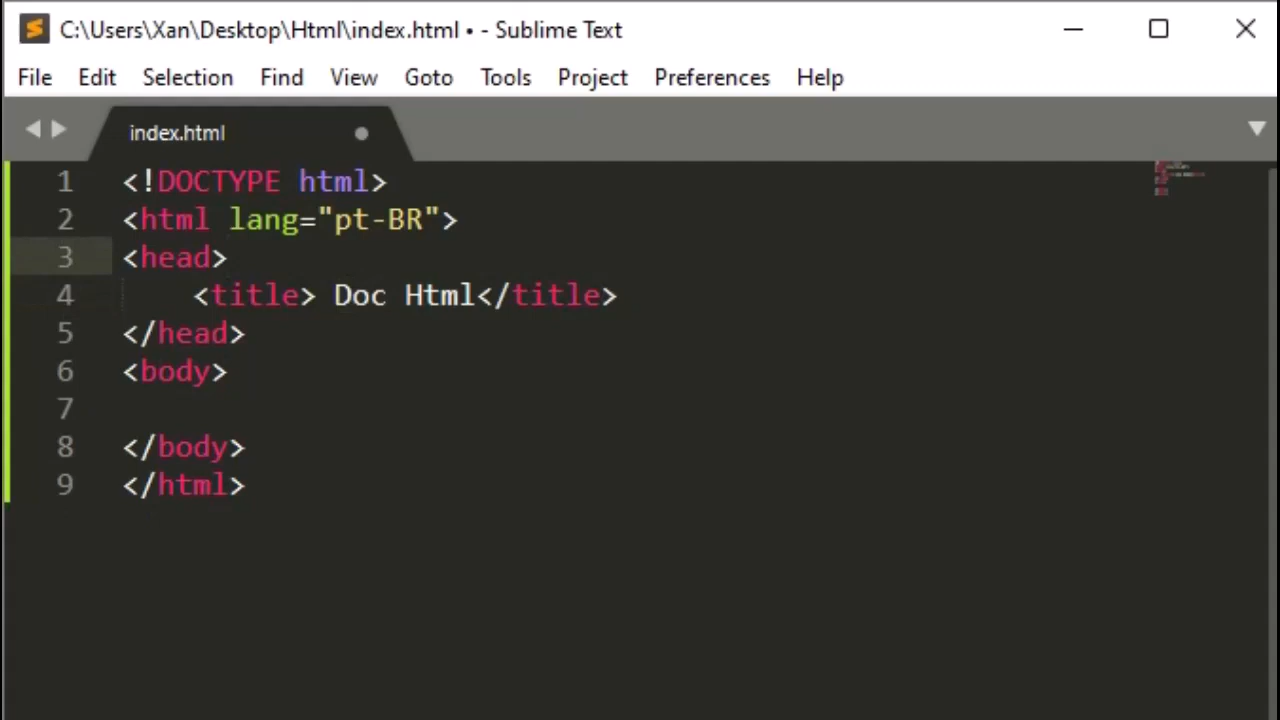 C:\Users\Xan\Desktop\Html\index.html • - Sublime Text
File Edit Selection Find View Goto Tools Project Preferences Help
index.html
1 <!DOCTYPE html>
2 <html lang="pt-BR">
3 <head>
4     <title> Doc Html</title>
5 </head>
6 <body>
7
8 </body>
9 </html>